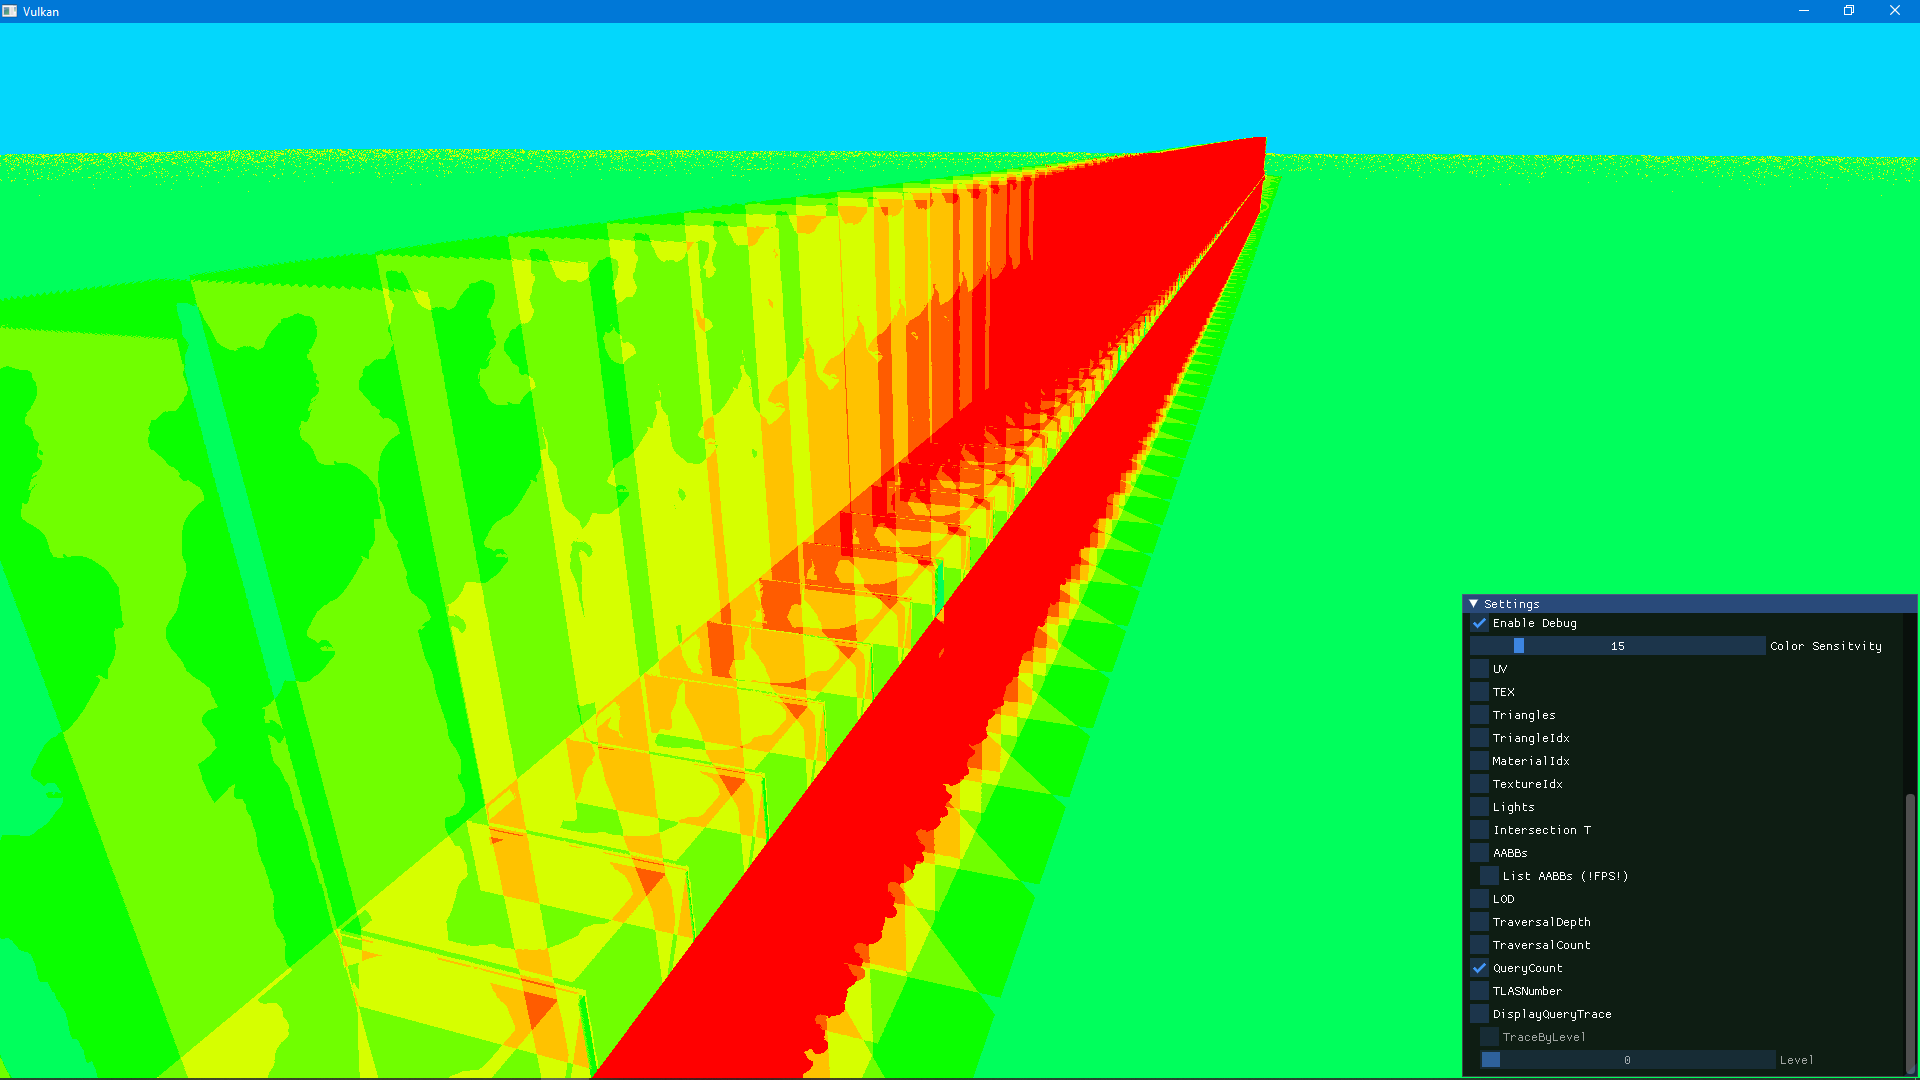 Vulkan
Settings
Enable Debug
15 Color Sensitvity
UV
TEX
Triangles
TriangleIdx
MaterialIdx
TextureIdx
Lights
Intersection T
AABBs
List AABBs (!FPS!)
LOD
TraversalDepth
TraversalCount
QueryCount
TLASNumber
DisplayQueryTrace
TraceByLevel
0 Level